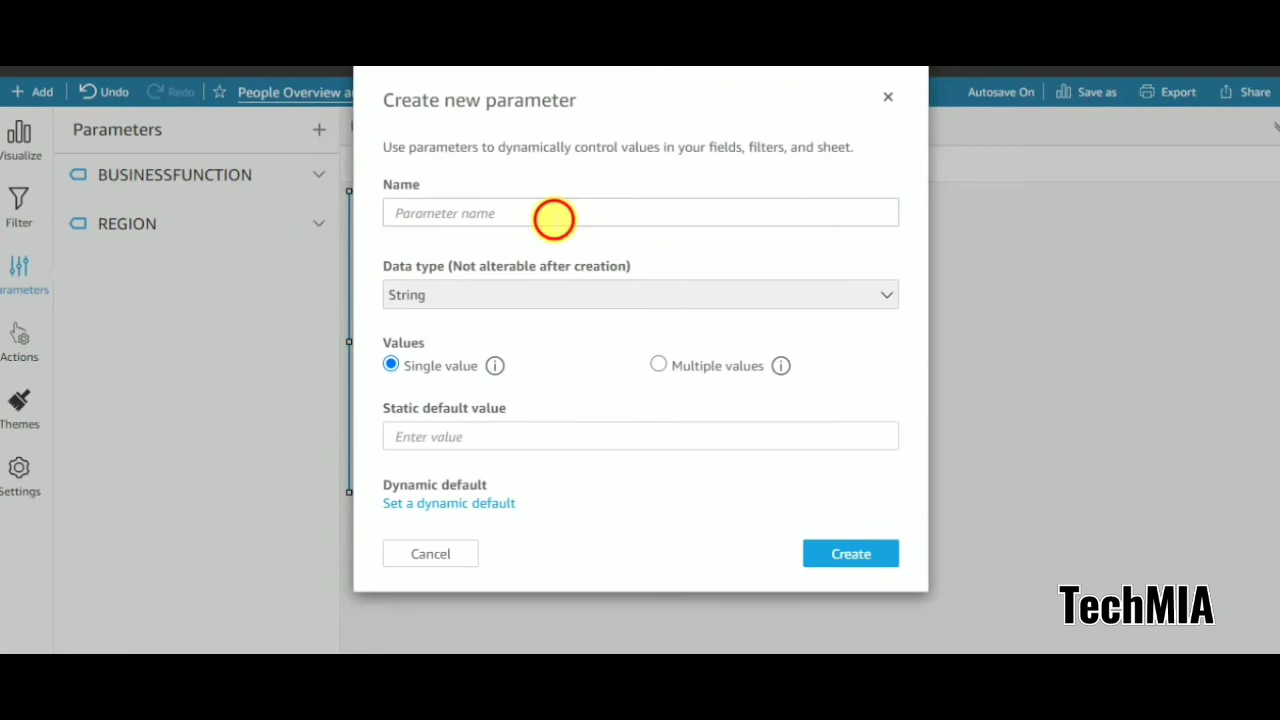 Add
Undo
Redo
People Overview a
Autosave On
Save as
Export
Share
Visualize
Filter
arameters
Actions
Themes
Settings
Parameters
BUSINESSFUNCTION
REGION
Create new parameter
Use parameters to dynamically control values in your fields, filters, and sheet.
Name
Parameter name
Data type (Not alterable after creation)
String
Values
Single value
Multiple values
Static default value
Enter value
Dynamic default
Set a dynamic default
Cancel
Create
TechMIA